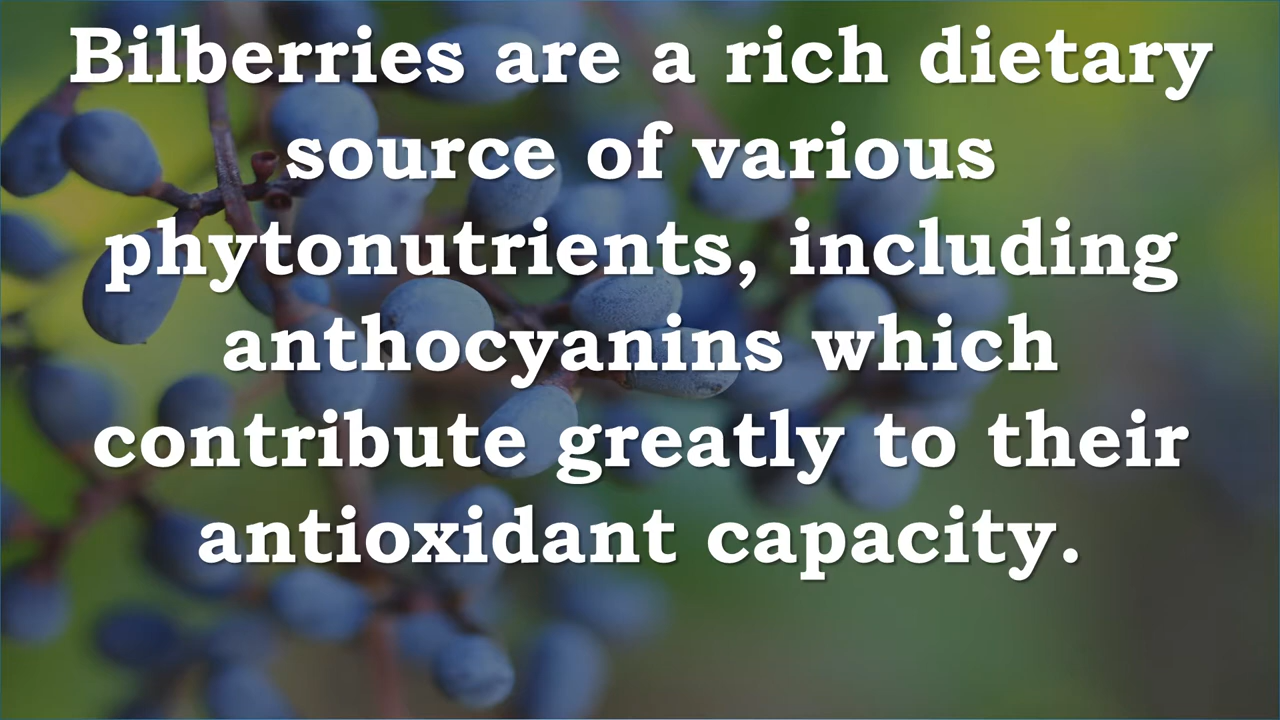 Bilberries are a rich dietary
source of various
phytonutrients, including
anthocyanins which
contribute greatly to their
antioxidant capacity.